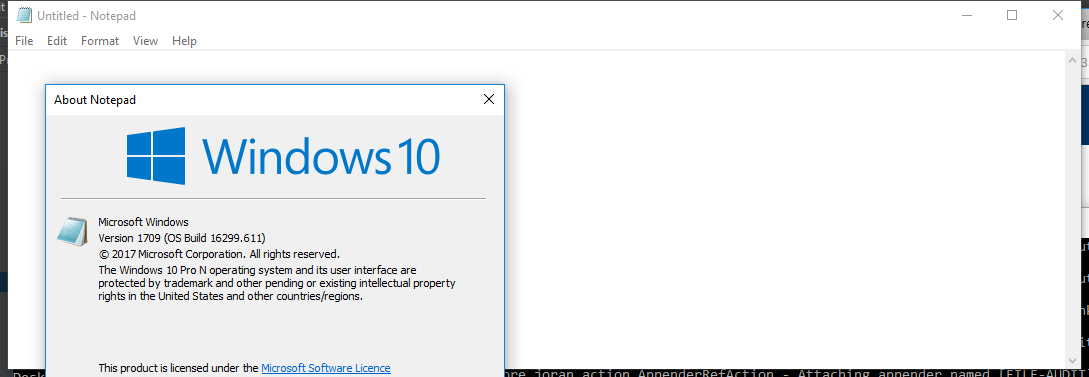 Untitled - Notepad
File Edit Format View Help
About Notepad
Windows 10
Microsoft Windows
Version 1709 (OS Build 16299.611)
© 2017 Microsoft Corporation. All rights reserved.
The Windows 10 Pro N operating system and its user interface are
protected by trademark and other pending or existing intellectual property
rights in the United States and other countries/regions.
This product is licensed under the Microsoft Software Licence
joran.action.AppenderRefAction - Attaching appender named [FILE-AUDIT